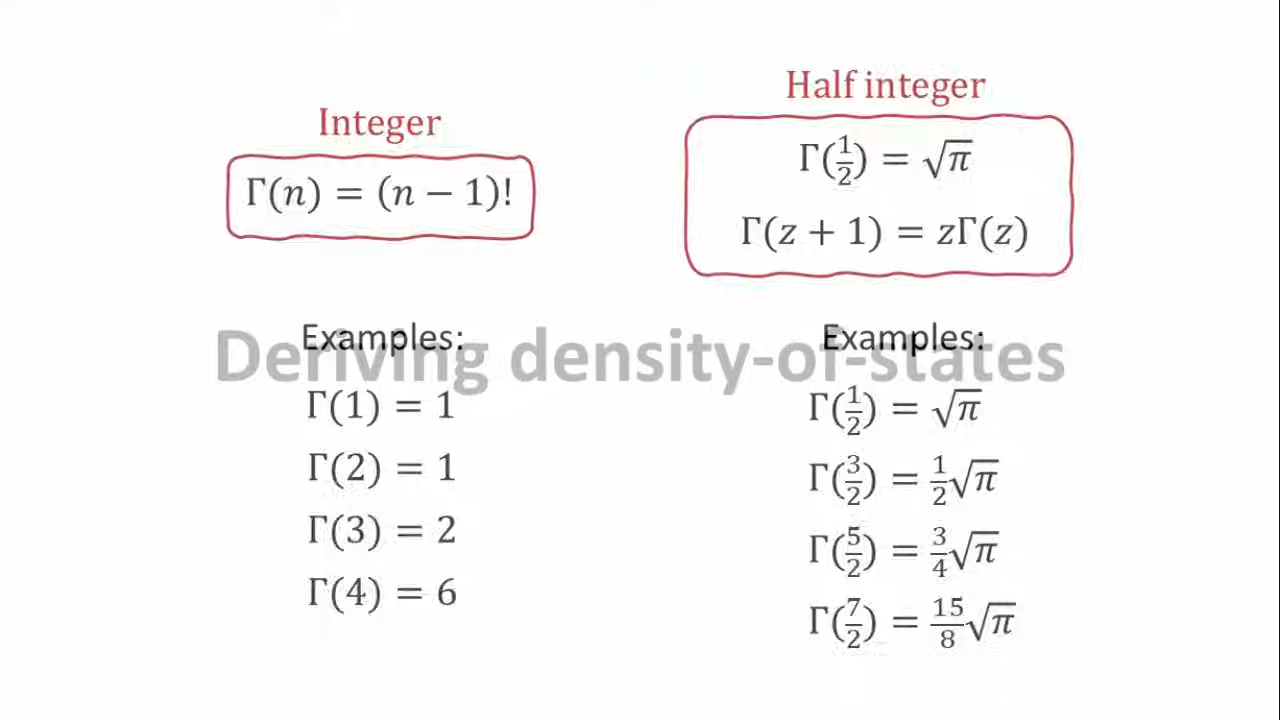 Integer
Γ(n) = (n − 1)!
Examples:
Γ(1) = 1
Γ(2) = 1
Γ(3) = 2
Γ(4) = 6
Half integer
Γ(1/2) = √π
Γ(z + 1) = zΓ(z)
Examples:
Γ(1/2) = √π
Γ(3/2) = 1/2√π
Γ(5/2) = 3/4√π
Γ(7/2) = 15/8√π
Deriving density-of-states